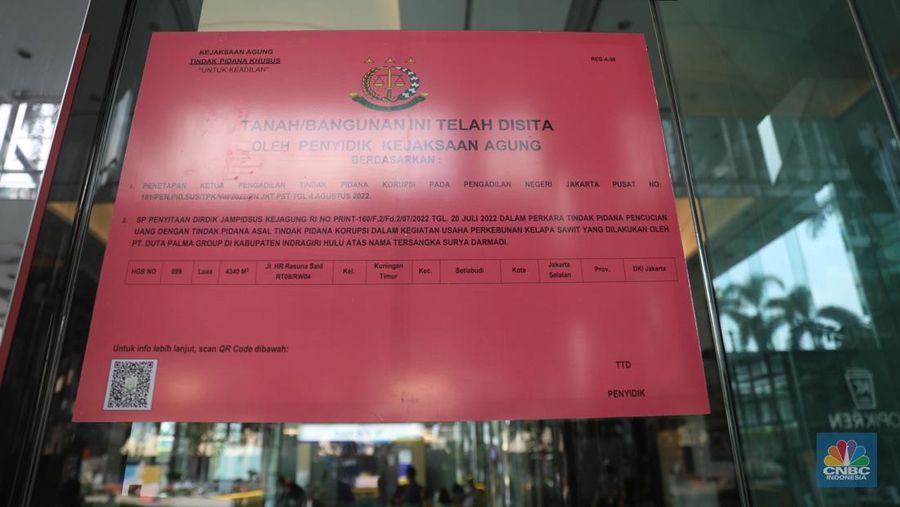 KEJAKSAAN AGUNG
TINDAK PIDANA KHUSUS
"UNTUK KEADILAN"
REG-A-98
TANAH/BANGUNAN INI TELAH DISITA
OLEH PENYIDIK KEJAKSAAN AGUNG
BERDASARKAN :
1. PENETAPAN KETUA PENGADILAN TINDAK PIDANA KORUPSI PADA PENGADILAN NEGERI JAKARTA PUSAT NO:
TGL 4 AGUSTUS 2022.
2. SP PENYITAAN DIRDIK JAMPIDSUS KEJAGUNG RI NO PRINT-160/F.2/Fd.2/07/2022 TGL. 20 JULI 2022 DALAM PERKARA TINDAK PIDANA PENCUCIAN
UANG DENGAN TINDAK PIDANA ASAL TINDAK PIDANA KORUPSI DALAM KEGIATAN USAHA PERKEBUNAN KELAPA SAWIT YANG DILAKUKAN OLEH
PT. DUTA PALMA GROUP DI KABUPATEN INDRAGIRI HULU ATAS NAMA TERSANGKA SURYA DARMADI.
HGB NO 699 Luas 4340 M² Jl. HR Rasuna Said RT08/RW04 Kel. Kuningan Timur Kec. Setiabudi Kota Jakarta Selatan Prov. DKI Jakarta
Untuk info lebih lanjut, scan QR Code dibawah:
TTD
PENYIDIK
CNBC
INDONESIA